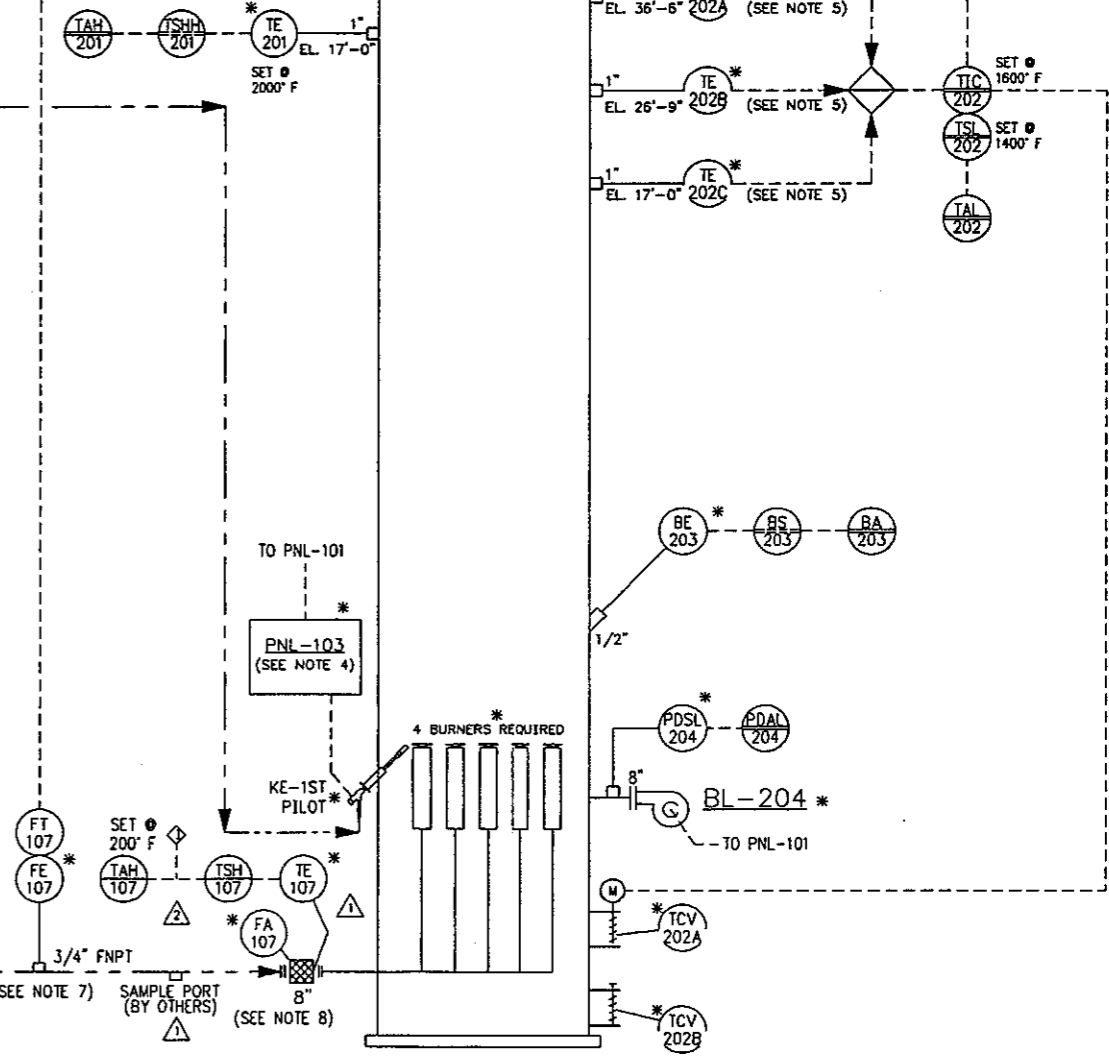 TAH 201
TSHH 201
* TE 201
1"
EL. 17'-0"
SET @ 2000° F
EL. 36'-6"
202A
(SEE NOTE 5)
1"
EL. 26'-9"
TE 202B *
(SEE NOTE 5)
1"
EL. 17'-0"
TE 202C *
(SEE NOTE 5)
TIC 202
SET @ 1600° F
TSL 202
SET @ 1400° F
TAL 202
BE 203 *
BS 203
BA 203
1/2"
TO PNL-101
*
PNL-103
(SEE NOTE 4)
*
4 BURNERS REQUIRED
KE-1ST
PILOT *
PDSL 204 *
PDAL 204
8"
BL-204 *
TO PNL-101
FT 107
FE 107 *
SET @ 200° F
TAH 107
TSH 107
TE 107 *
2
1
* FA 107
M
* TCV 202A
* TCV 202B
3/4" FNPT
SEE NOTE 7)
SAMPLE PORT
(BY OTHERS)
1
8"
(SEE NOTE 8)